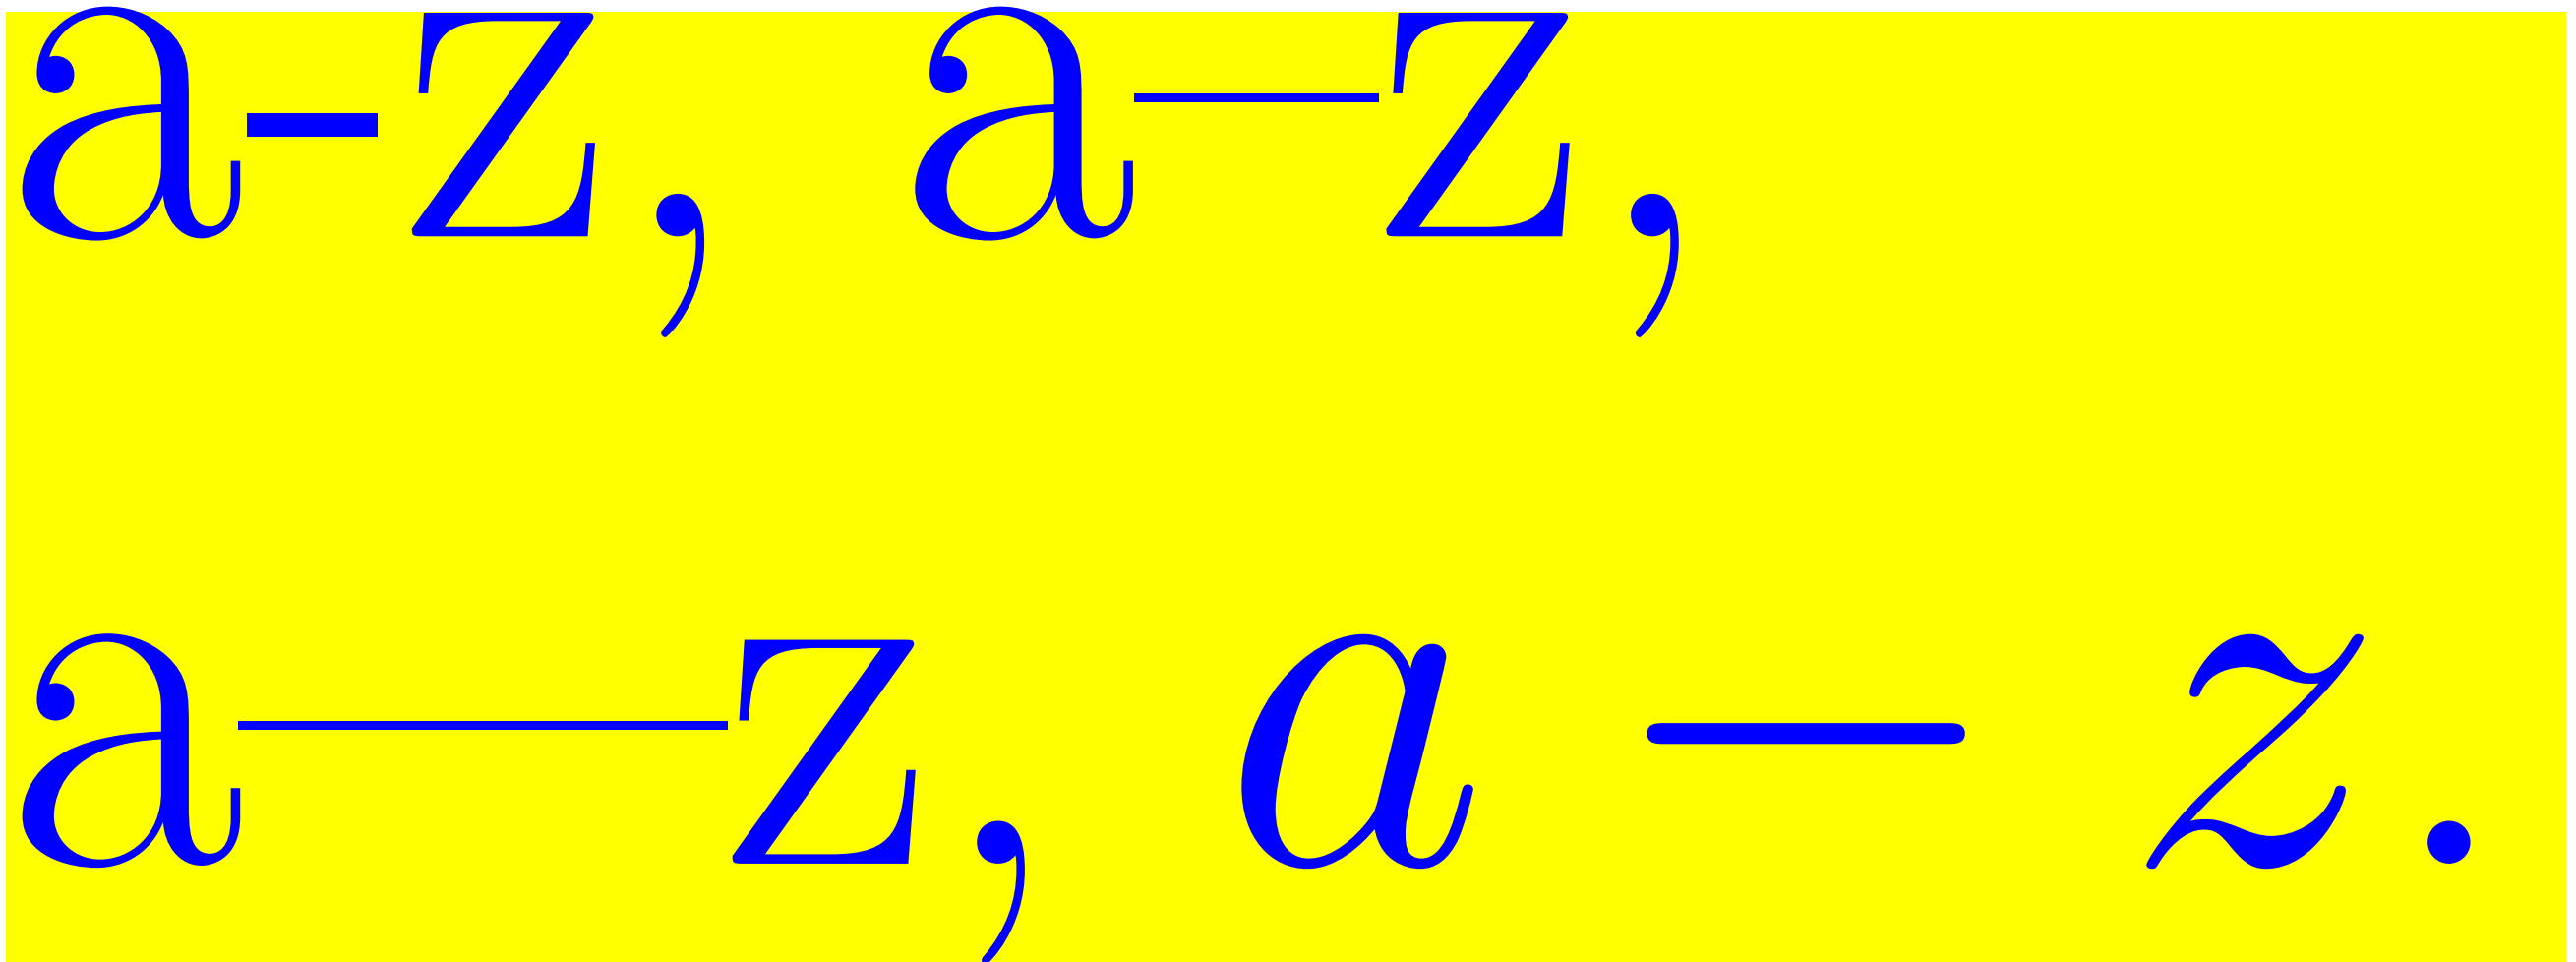 a-z, a–z,
a—z, a − z.